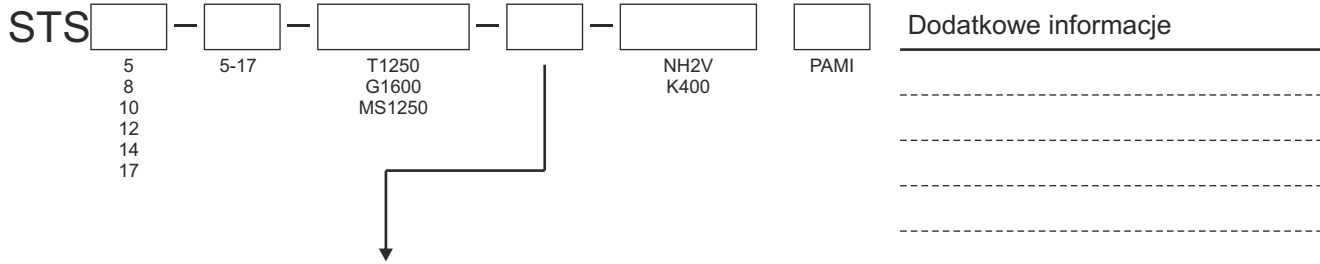 STS — — — — Dodatkowe informacje
5 5-17 T1250 NH2V PAMI
8 G1600 K400
10 MS1250
12
14
17